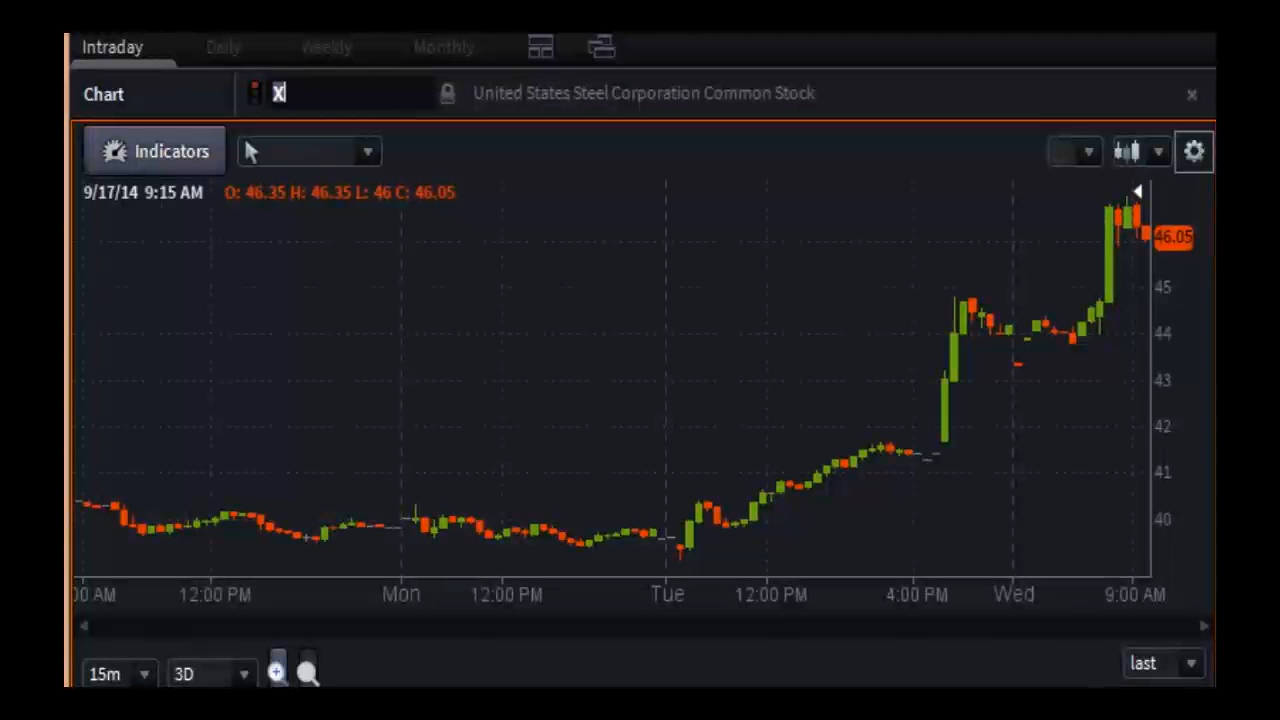 Intraday Daily Weekly Monthly
Chart X United States Steel Corporation Common Stock ×
Indicators
9/17/14 9:15 AM O: 46.35 H: 46.35 L: 46 C: 46.05
46.05
45
44
43
42
41
40
00 AM 12:00 PM Mon 12:00 PM Tue 12:00 PM 4:00 PM Wed 9:00 AM
15m 3D last